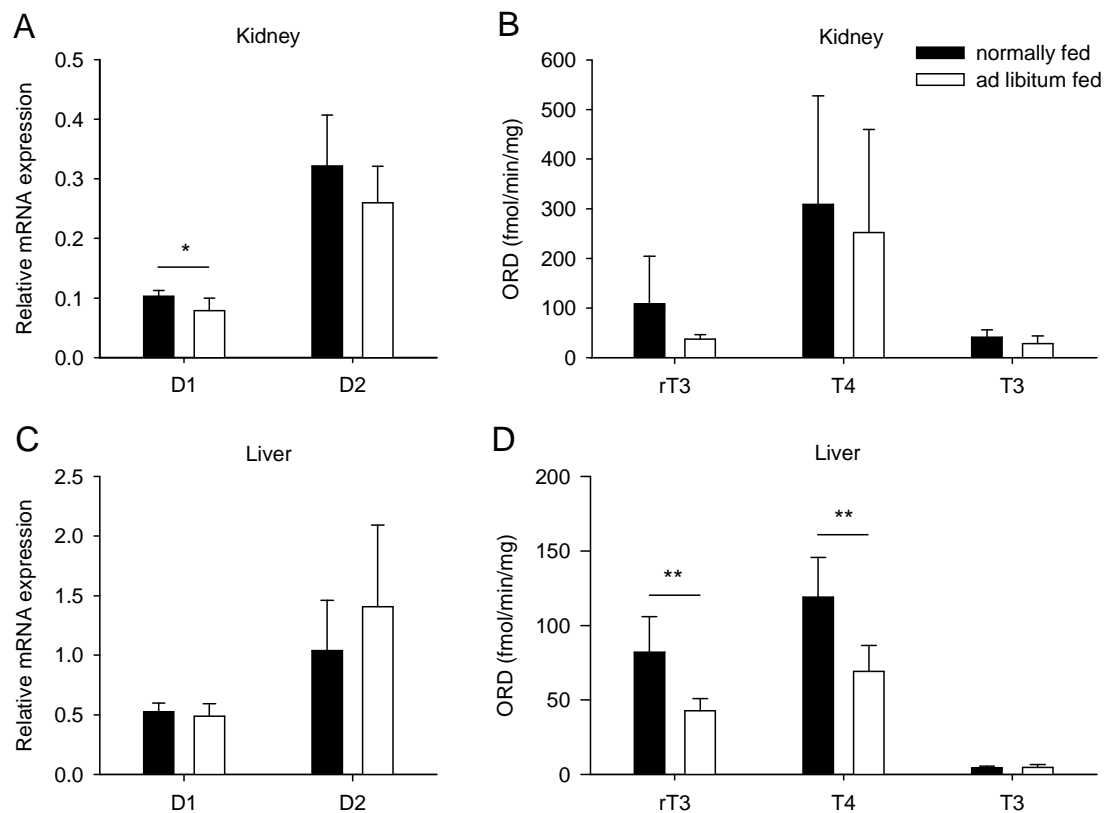 A
Kidney
Relative mRNA expression
0.5
0.4
0.3
0.2
0.1
0.0
*
D1
D2
B
Kidney
normally fed
ad libitum fed
ORD (fmol/min/mg)
600
500
400
300
200
100
0
rT3
T4
T3
C
Liver
Relative mRNA expression
2.5
2.0
1.5
1.0
0.5
0.0
D1
D2
D
Liver
ORD (fmol/min/mg)
200
150
100
50
0
**
**
rT3
T4
T3